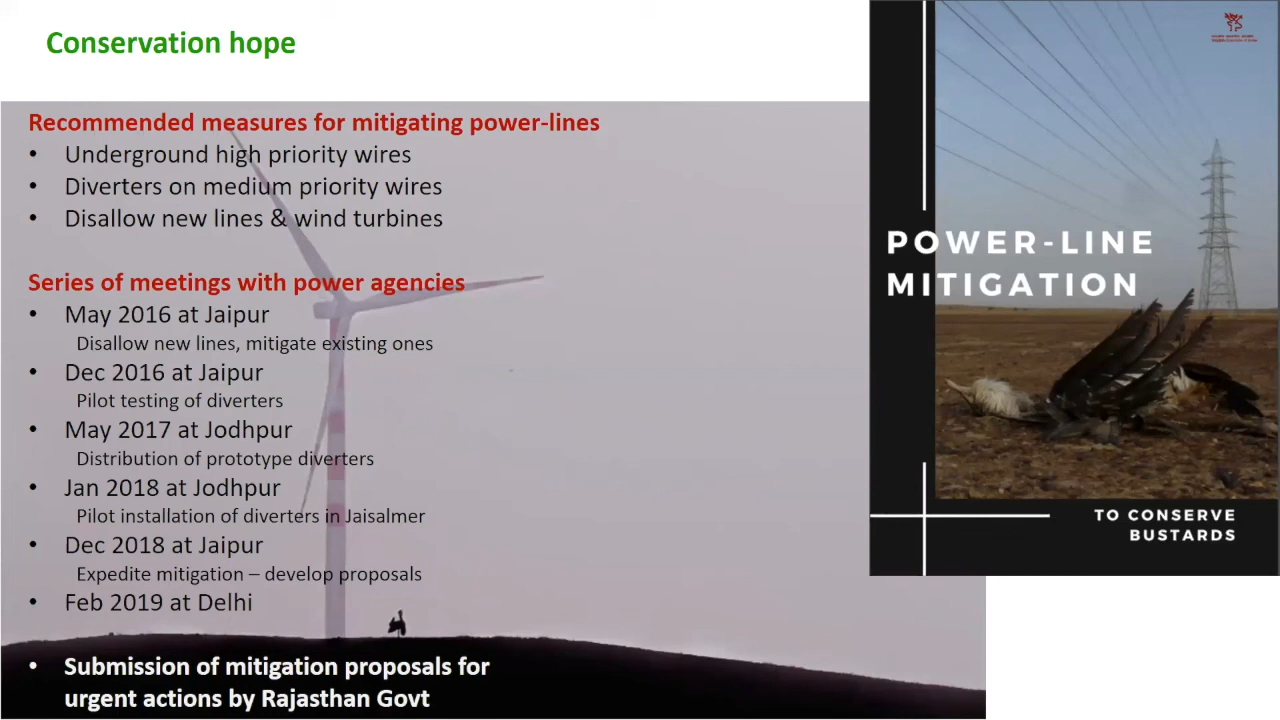 Conservation hope
Recommended measures for mitigating power-lines
• Underground high priority wires
• Diverters on medium priority wires
• Disallow new lines & wind turbines
Series of meetings with power agencies
• May 2016 at Jaipur
Disallow new lines, mitigate existing ones
• Dec 2016 at Jaipur
Pilot testing of diverters
• May 2017 at Jodhpur
Distribution of prototype diverters
• Jan 2018 at Jodhpur
Pilot installation of diverters in Jaisalmer
• Dec 2018 at Jaipur
Expedite mitigation – develop proposals
• Feb 2019 at Delhi
• Submission of mitigation proposals for
urgent actions by Rajasthan Govt
POWER-LINE
MITIGATION
TO CONSERVE
BUSTARDS